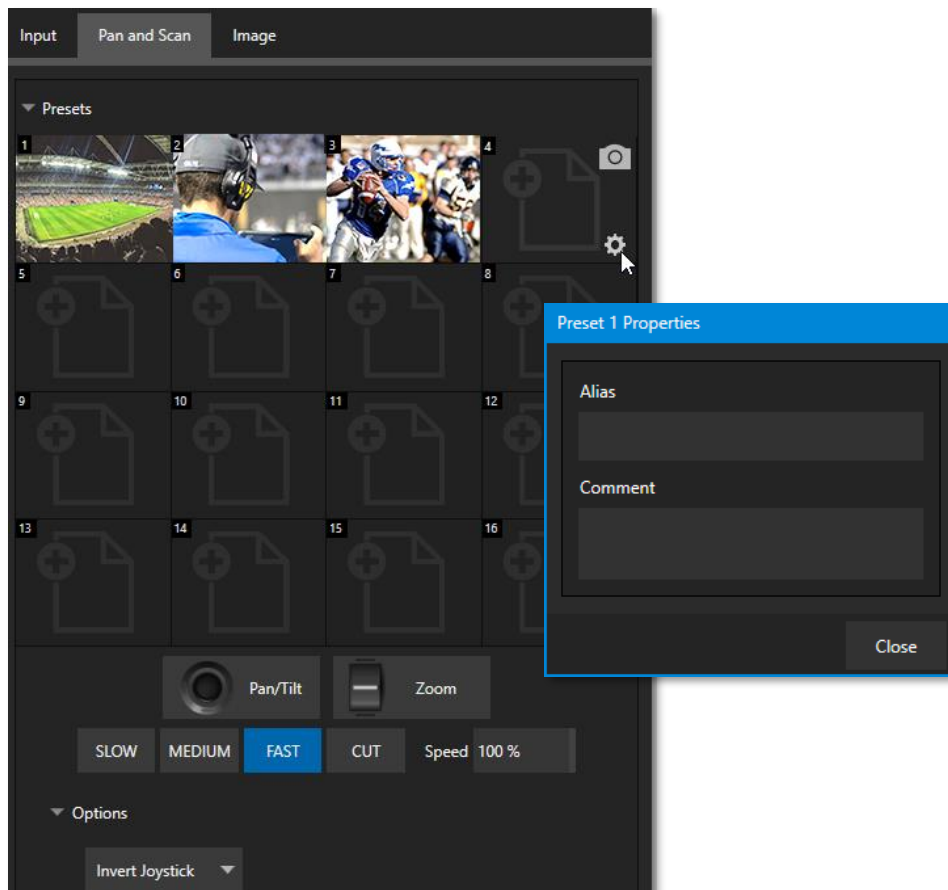 Input Pan and Scan Image
Presets
1 2 3 4
5 6 7 8
Preset 1 Properties
Alias
9 10 11 12
Comment
13 14 15 16
Close
Pan/Tilt Zoom
SLOW MEDIUM FAST CUT Speed 100 %
Options
Invert Joystick